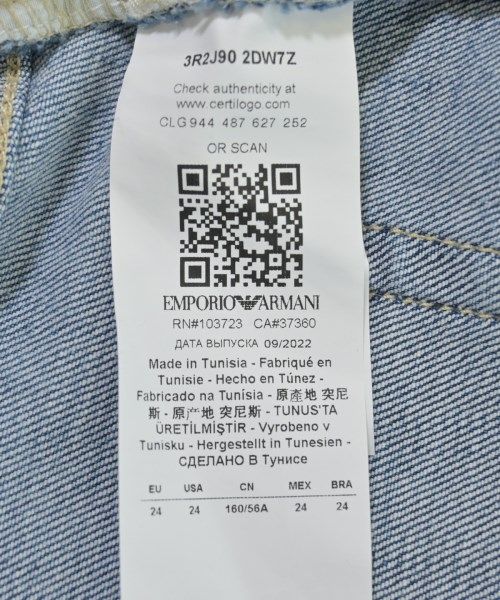 3R2J90 2DW7Z
Check authenticity at
www.certilogo.com
CLG 944 487 627 252
OR SCAN
EMPORIO ARMANI
RN#103723 CA#37360
ДАТА ВЫПУСКА 09/2022
Made in Tunisia - Fabriqué en
Tunisie - Hecho en Túnez -
Fabricado na Tunísia - 原產地 突尼
斯 - 原产地 突尼斯 - TUNUS'TA
ÜRETİLMİŞTİR - Vyrobeno v
Tunisku - Hergestellt in Tunesien -
СДЕЛАНО В Тунисе
EU USA CN MEX BRA
24 24 160/56A 24 24